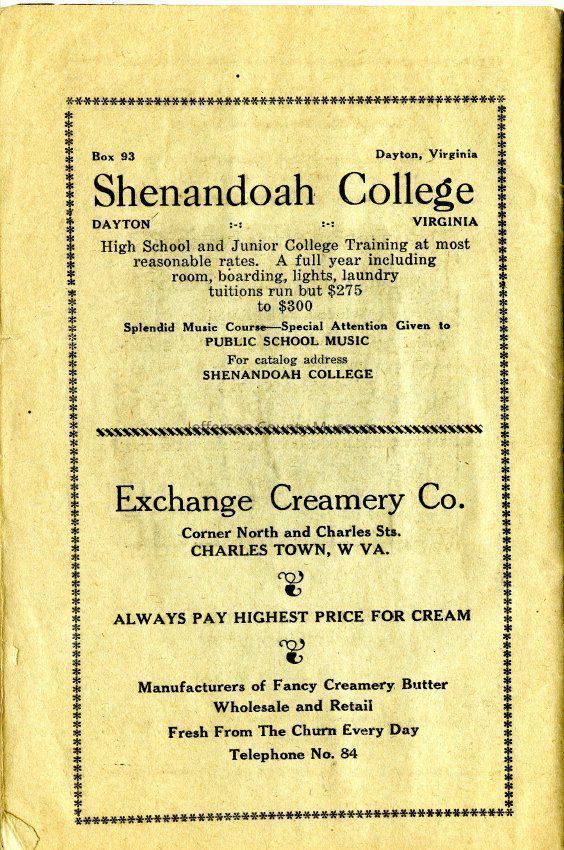 Box 93 Dayton, Virginia
Shenandoah College
DAYTON :-: :-: VIRGINIA
High School and Junior College Training at most
reasonable rates. A full year including
room, boarding, lights, laundry
tuitions run but $275
to $300
Splendid Music Course—Special Attention Given to
PUBLIC SCHOOL MUSIC
For catalog address
SHENANDOAH COLLEGE
Jefferson County Museum
Exchange Creamery Co.
Corner North and Charles Sts.
CHARLES TOWN, W VA.
ALWAYS PAY HIGHEST PRICE FOR CREAM
Manufacturers of Fancy Creamery Butter
Wholesale and Retail
Fresh From The Churn Every Day
Telephone No. 84